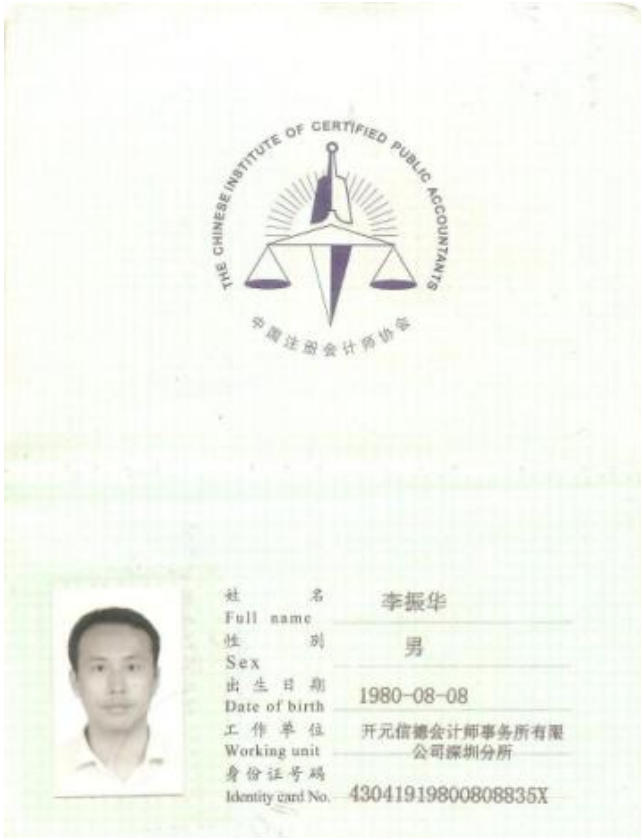 THE CHINESE INSTITUTE OF CERTIFIED PUBLIC ACCOUNTANTS
中国注册会计师协会
姓 名 李振华
Full name
性 别 男
Sex
出生日期 1980-08-08
Date of birth
工作单位 开元信德会计师事务所有限
Working unit 公司深圳分所
身份证号码
Identity card No. 43041919800808835X